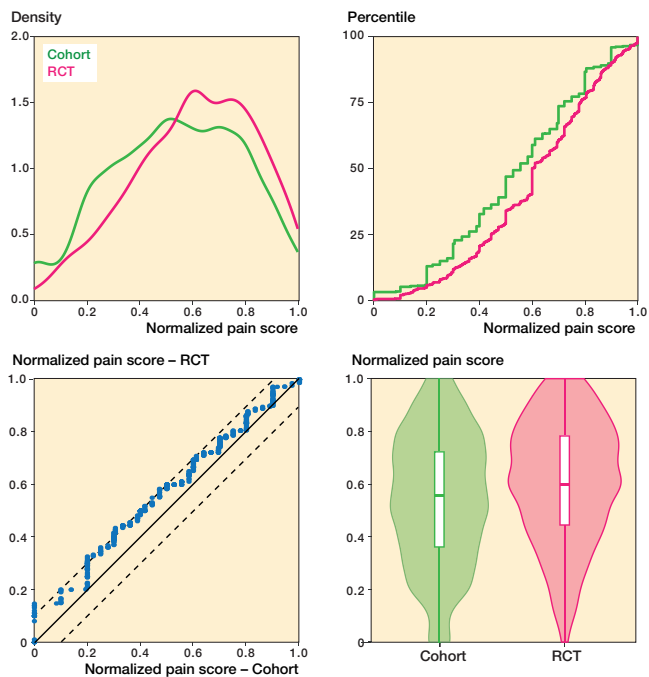 Density
2.0
1.5
1.0
0.5
0.0
Cohort
RCT
0 0.2 0.4 0.6 0.8 1.0
Normalized pain score
Percentile
100
75
50
25
0
0 0.2 0.4 0.6 0.8 1.0
Normalized pain score
Normalized pain score – RCT
1.0
0.8
0.6
0.4
0.2
0
0 0.2 0.4 0.6 0.8 1.0
Normalized pain score – Cohort
Normalized pain score
1.0
0.8
0.6
0.4
0.2
0
Cohort RCT